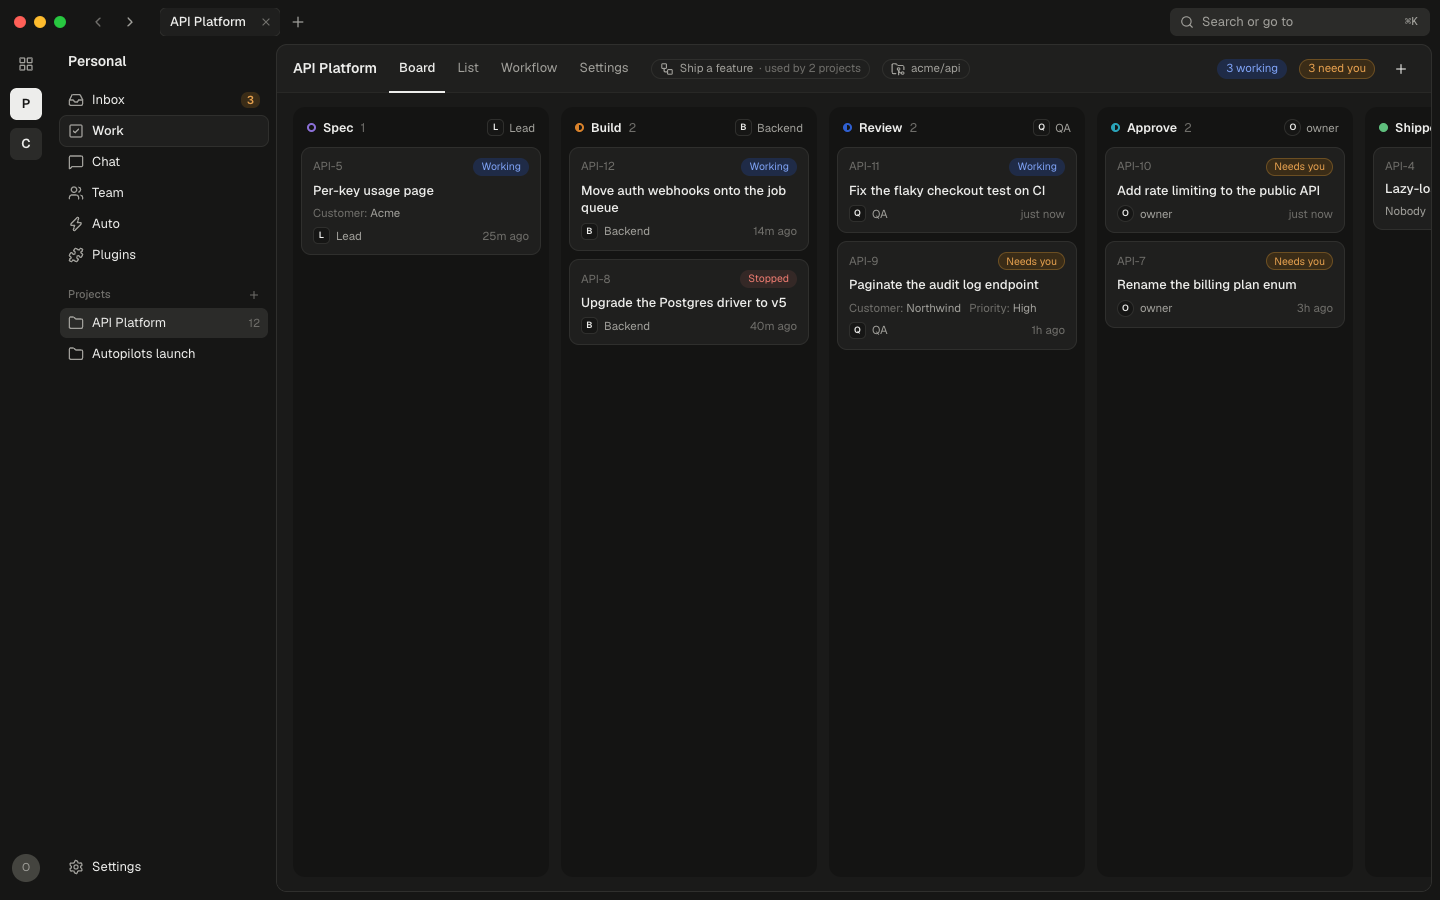 API Platform
Search or go to
⌘K
Personal
P
C
Inbox
3
Work
Chat
Team
Auto
Plugins
Projects
API Platform
12
Autopilots launch
O
Settings
API Platform
Board
List
Workflow
Settings
Ship a feature · used by 2 projects
acme/api
3 working
3 need you
Spec 1
L Lead
API-5
Working
Per-key usage page
Customer: Acme
L Lead
25m ago
Build 2
B Backend
API-12
Working
Move auth webhooks onto the job
queue
B Backend
14m ago
API-8
Stopped
Upgrade the Postgres driver to v5
B Backend
40m ago
Review 2
Q QA
API-11
Working
Fix the flaky checkout test on CI
Q QA
just now
API-9
Needs you
Paginate the audit log endpoint
Customer: Northwind Priority: High
Q QA
1h ago
Approve 2
O owner
API-10
Needs you
Add rate limiting to the public API
O owner
just now
API-7
Needs you
Rename the billing plan enum
O owner
3h ago
Shipp
API-4
Lazy-lo
Nobody